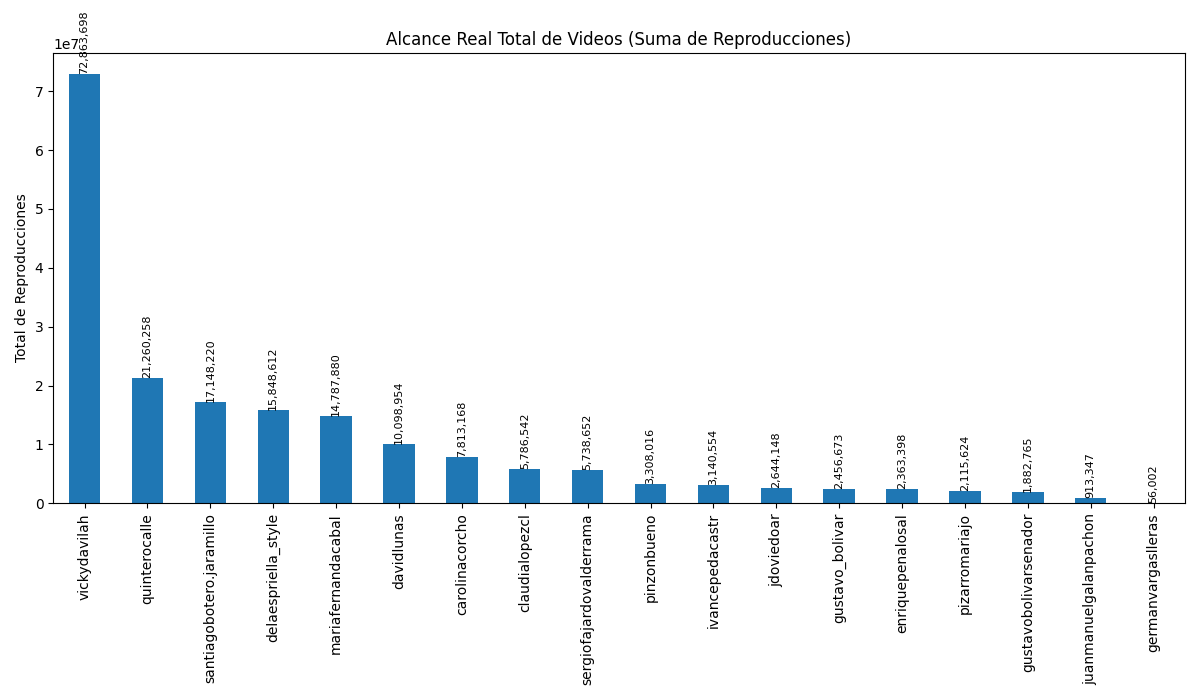 Alcance Real Total de Videos (Suma de Reproducciones)
1e7
Total de Reproducciones
7
6
5
4
3
2
1
0
72,863,698
21,260,258
17,148,220
15,848,612
14,787,880
10,098,954
7,813,168
5,786,542
5,738,652
3,308,016
3,140,554
2,644,148
2,456,673
2,363,398
2,115,624
1,882,765
913,347
56,002
vickydavilah
quinterocalle
santiagobotero.jaramillo
delaespriella_style
mariafernandacabal
davidlunas
carolinacorcho
claudialopezcl
sergiofajardovalderrama
pinzonbueno
ivancepedacastr
jdoviedoar
gustavo_bolivar
enriquepenalosal
pizarromariajo
gustavobolivarsenador
juanmanuelgalanpachon
germanvargaslleras